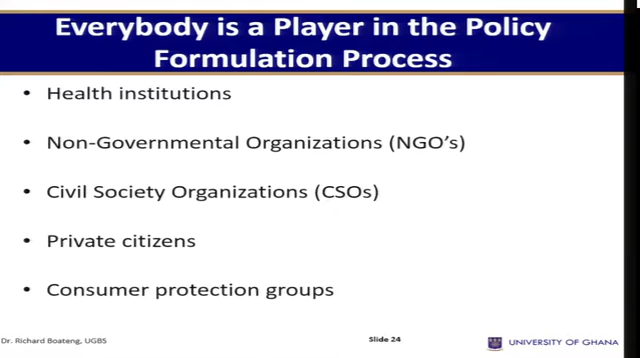 Everybody is a Player in the Policy
Formulation Process
• Health institutions
• Non-Governmental Organizations (NGO's)
• Civil Society Organizations (CSOs)
• Private citizens
• Consumer protection groups
Dr. Richard Boateng, UGBS
Slide 24
UNIVERSITY OF GHANA